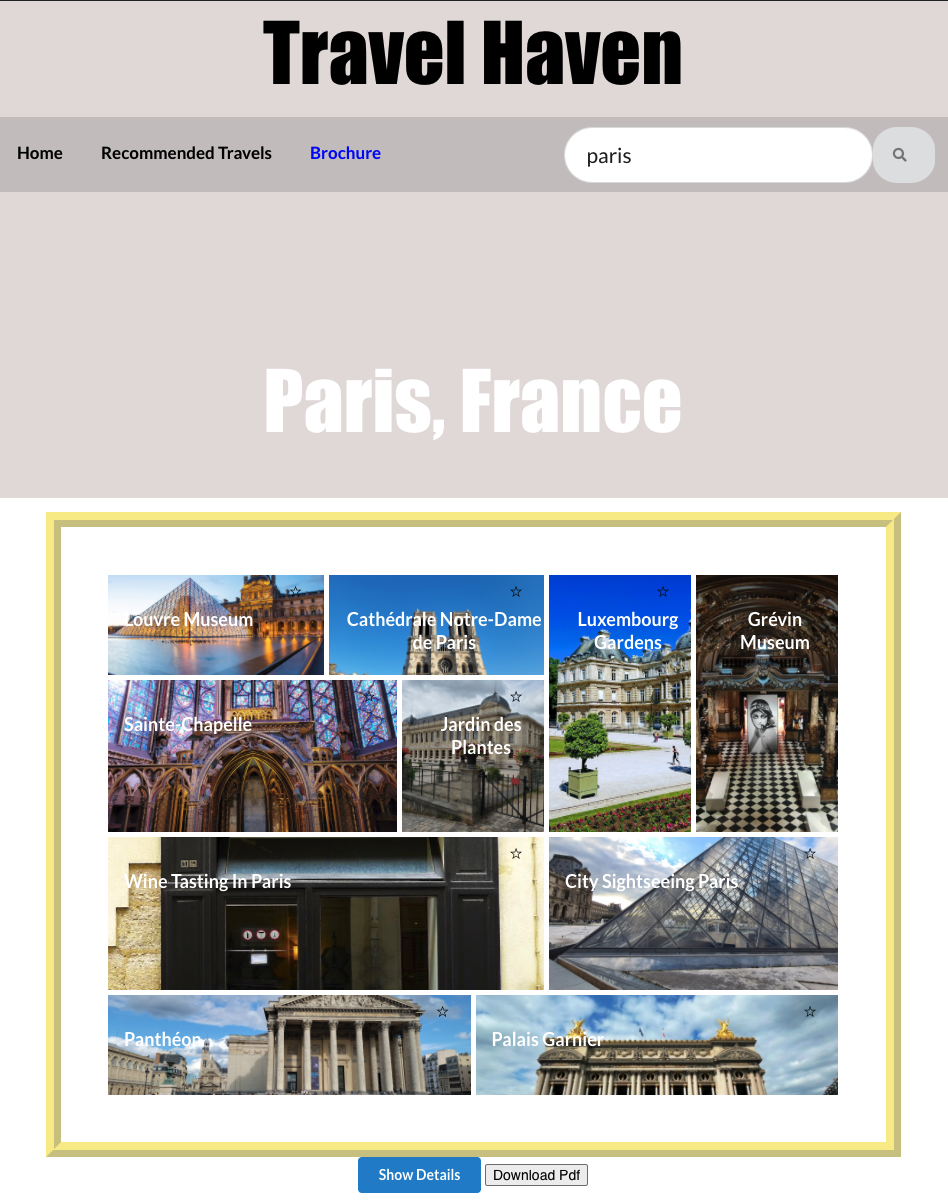 Travel Haven
Home Recommended Travels Brochure paris
Paris, France
Louvre Museum
Cathédrale Notre-Dame
de Paris
Luxembourg
Gardens
Grévin
Museum
Sainte-Chapelle
Jardin des
Plantes
Wine Tasting In Paris
City Sightseeing Paris
Panthéon
Palais Garnier
Show Details Download Pdf